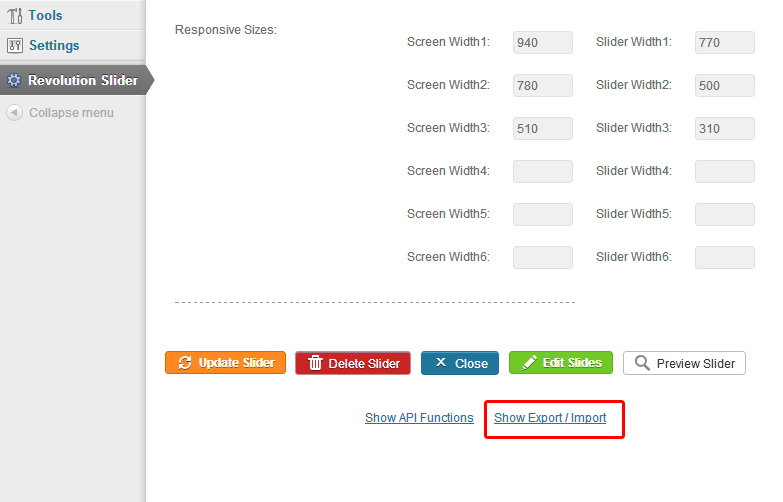 Tools
Settings
Revolution Slider
Collapse menu
Responsive Sizes:
Screen Width1: 940 Slider Width1: 770
Screen Width2: 780 Slider Width2: 500
Screen Width3: 510 Slider Width3: 310
Screen Width4: Slider Width4:
Screen Width5: Slider Width5:
Screen Width6: Slider Width6:
Update Slider Delete Slider Close Edit Slides Preview Slider
Show API Functions Show Export / Import